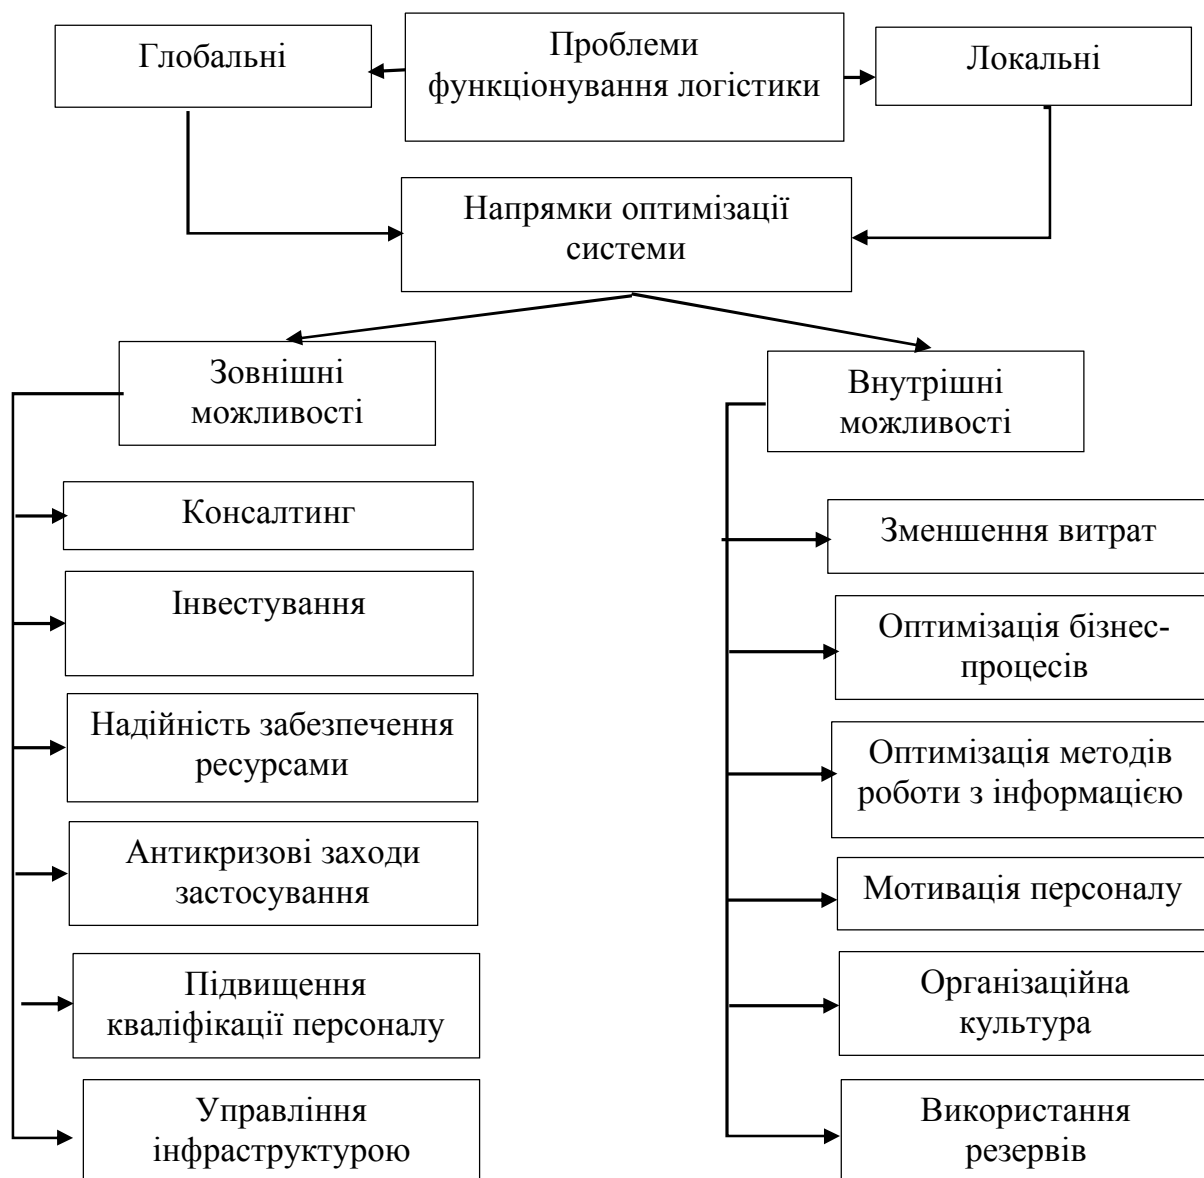 Глобальні
Проблеми
функціонування логістики
Локальні
Напрямки оптимізації
системи
Зовнішні
можливості
Консалтинг
Інвестування
Надійність забезпечення
ресурсами
Антикризові заходи
застосування
Підвищення
кваліфікації персоналу
Управління
інфраструктурою
Внутрішні
можливості
Зменшення витрат
Оптимізація бізнес-
процесів
Оптимізація методів
роботи з інформацією
Мотивація персоналу
Організаційна
культура
Використання
резервів